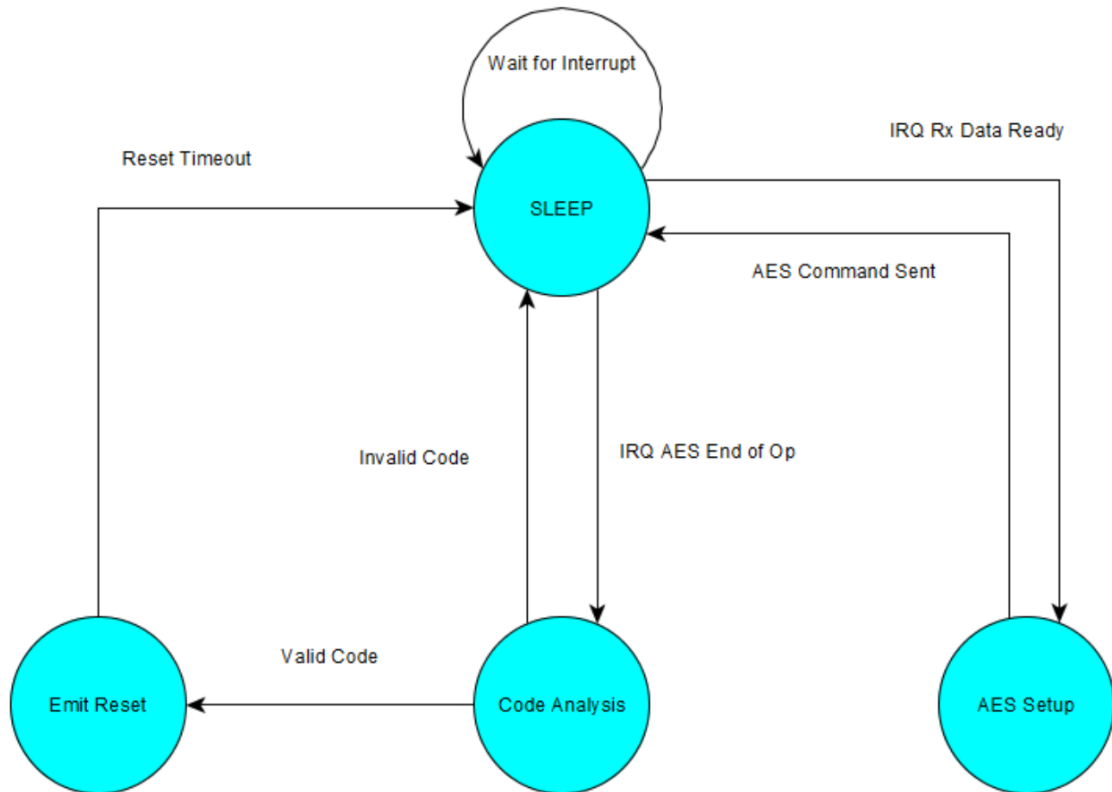 Wait for Interrupt
IRQ Rx Data Ready
Reset Timeout
SLEEP
AES Command Sent
Invalid Code
IRQ AES End of Op
Valid Code
Emit Reset
Code Analysis
AES Setup